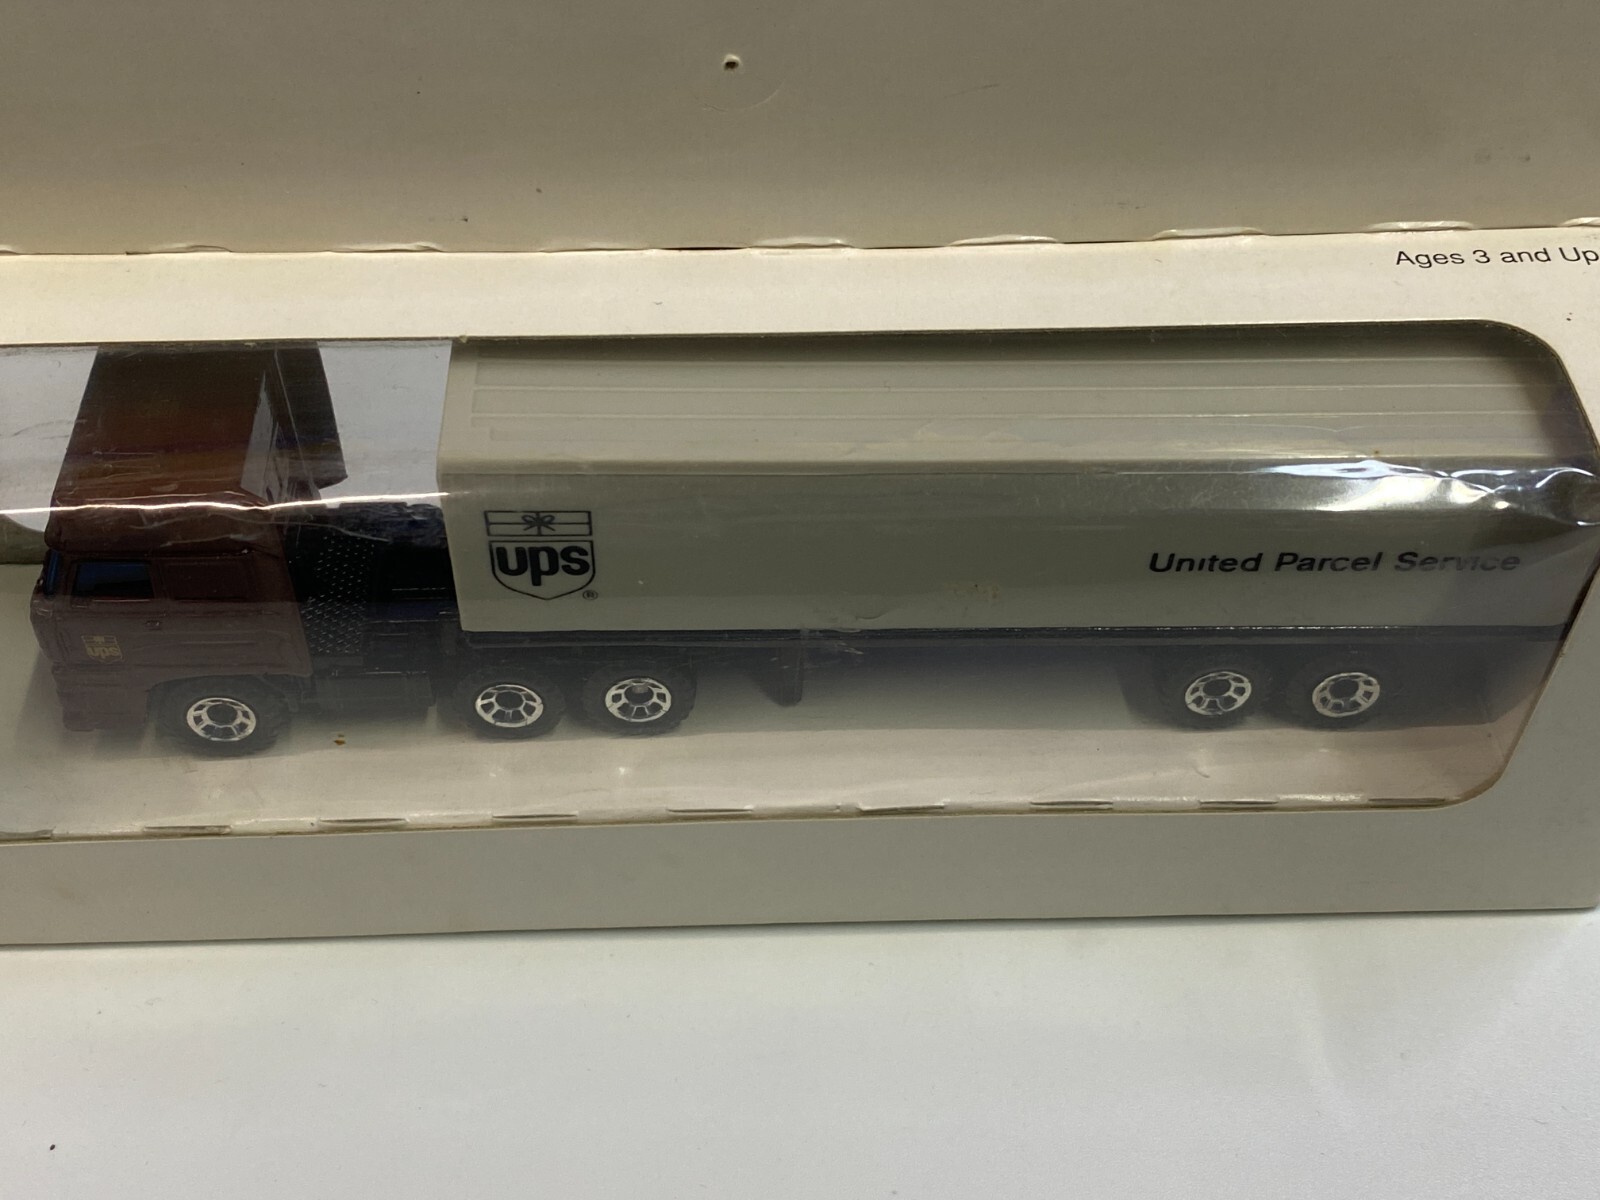 Ages 3 and Up
ups
®
United Parcel Service
ups